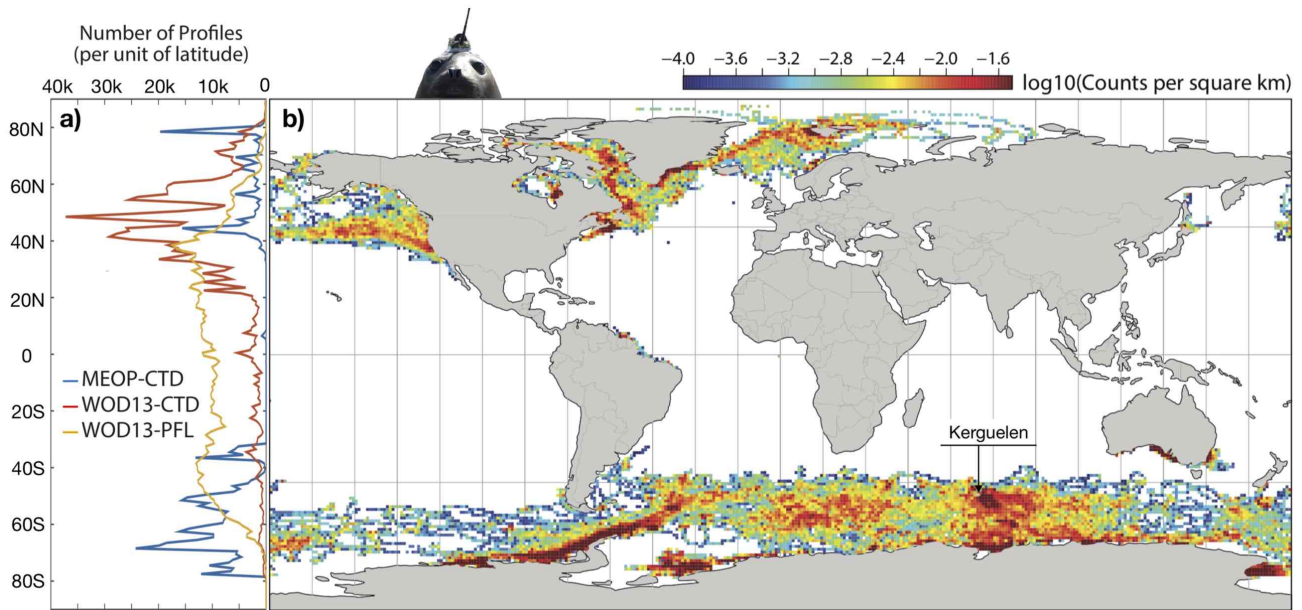 Number of Profiles
(per unit of latitude)
40k 30k 20k 10k 0
−4.0 −3.2 −2.8 −2.4 −2.0 −1.6
log10(Counts per square km)
a)
b)
80N
60N
40N
20N
0
20S
40S
60S
80S
MEOP-CTD
WOD13-CTD
WOD13-PFL
Kerguelen